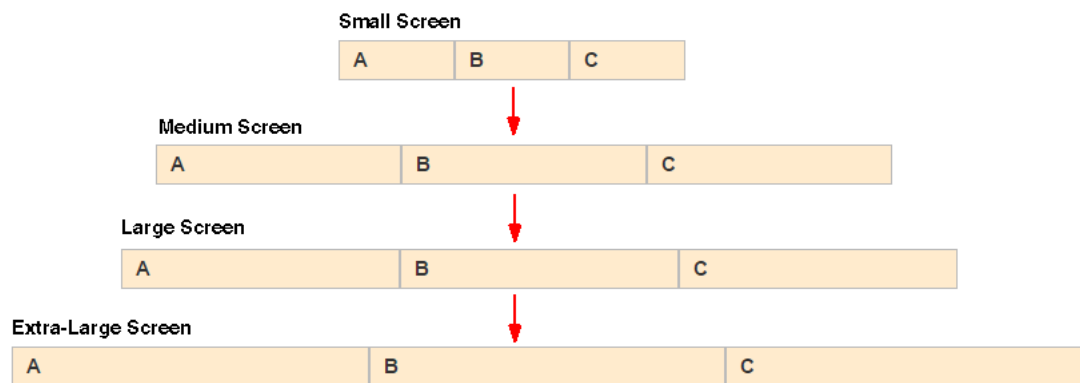 Small Screen
A B C
Medium Screen
A B C
Large Screen
A B C
Extra-Large Screen
A B C